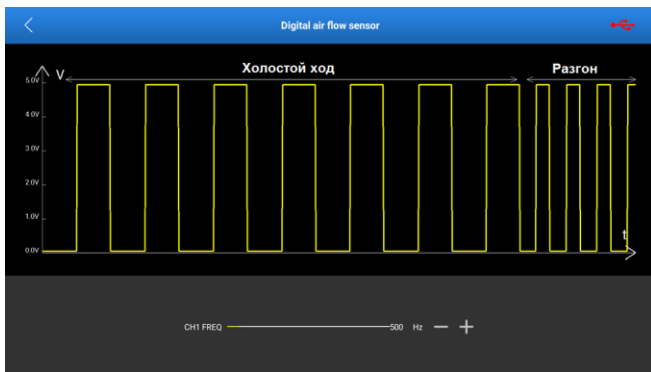 Digital air flow sensor
V
Холостой ход
Разгон
5.0V
4.0V
3.0V
2.0V
1.0V
0.0V
t
CH1 FREQ 500 Hz − +